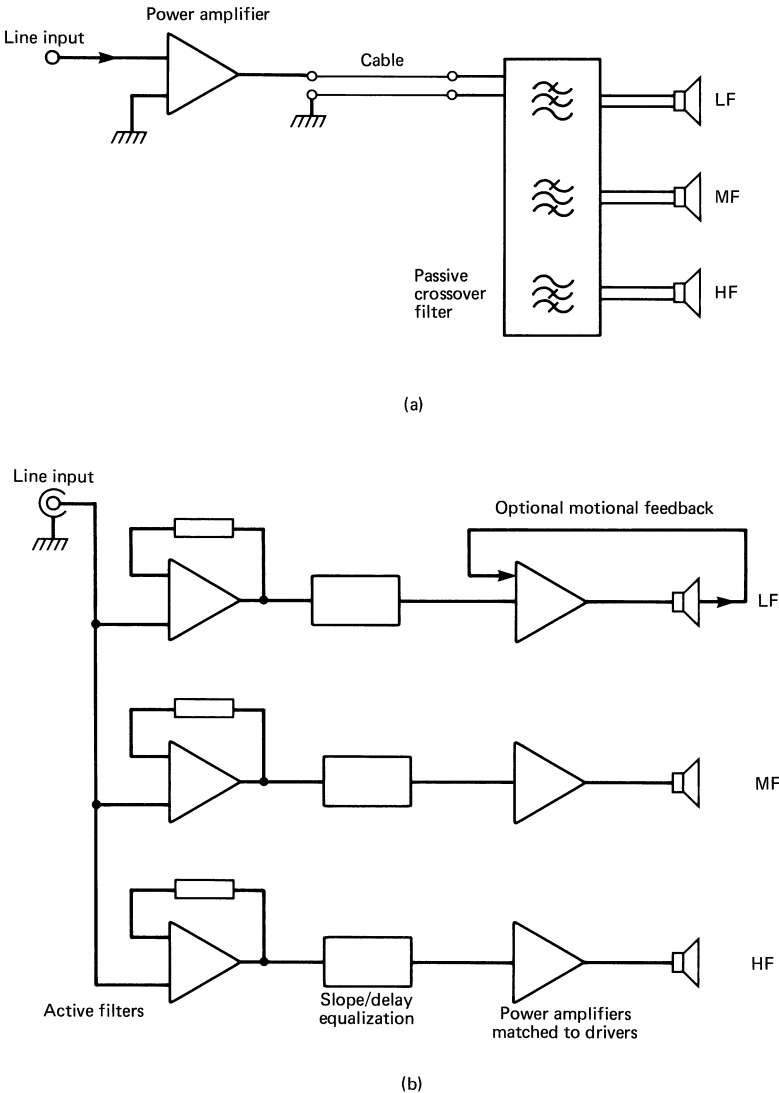 Power amplifier
Line input
Cable
LF
MF
Passive
crossover
filter
HF
(a)
Line input
Optional motional feedback
LF
MF
HF
Active filters
Slope/delay
equalization
Power amplifiers
matched to drivers
(b)